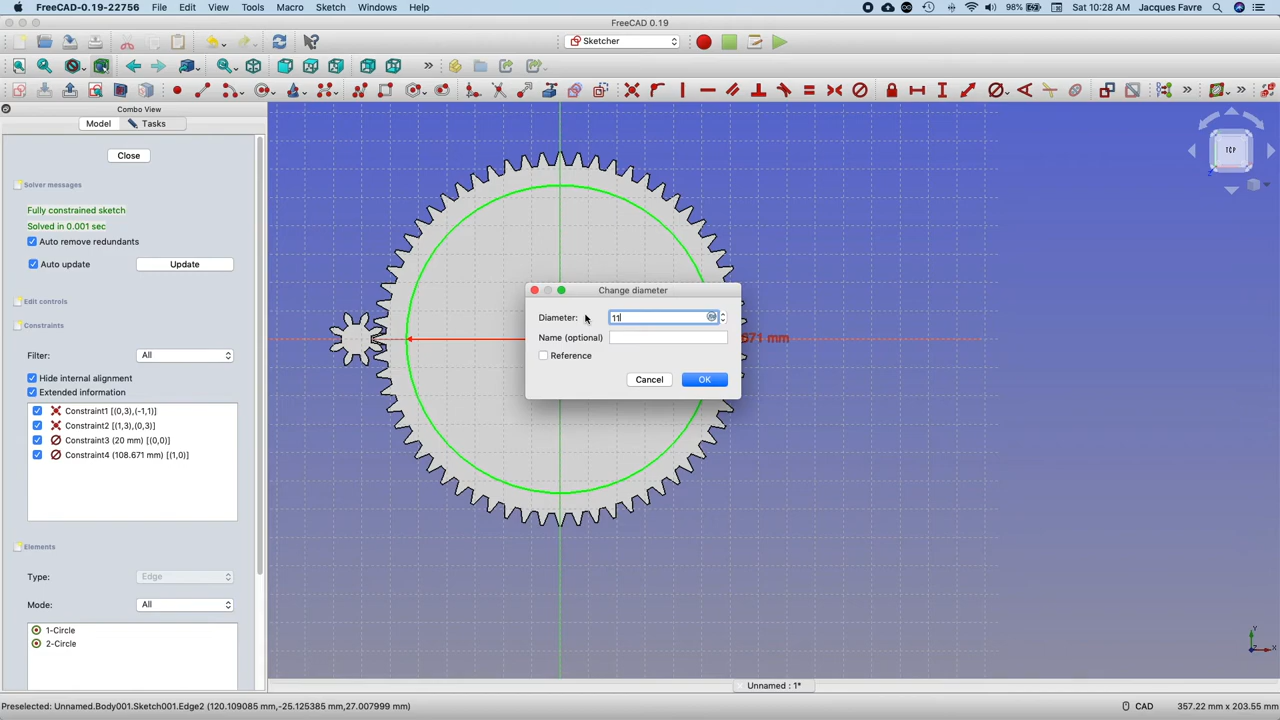 FreeCAD-0.19-22756 File Edit View Tools Macro Sketch Windows Help 98% Sat 10:28 AM Jacques Favre
FreeCAD 0.19
Sketcher
Combo View
Model Tasks
Close
Solver messages
Fully constrained sketch
Solved in 0.001 sec
Auto remove redundants
Auto update Update
Edit controls
Constraints
Filter: All
Hide internal alignment
Extended information
Constraint1 [(0,3),(-1,1)]
Constraint2 [(1,3),(0,3)]
Constraint3 (20 mm) [(0,0)]
Constraint4 (108.671 mm) [(1,0)]
Elements
Type: Edge
Mode: All
1-Circle
2-Circle
TOP
Change diameter
Diameter: 11
Name (optional)
Reference
Cancel OK
671 mm
Y
X
Z
Unnamed : 1*
Preselected: Unnamed.Body001.Sketch001.Edge2 (120.109085 mm,-25.125385 mm,27.007999 mm) CAD 357.22 mm x 203.55 mm